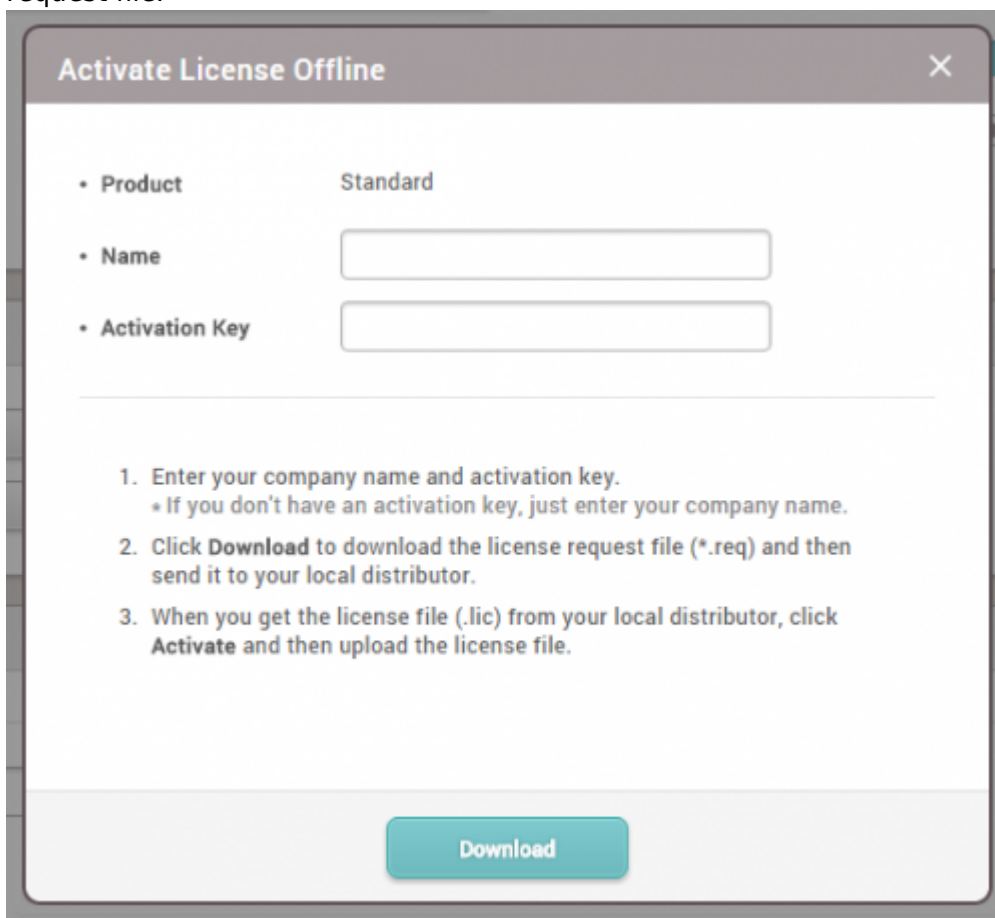 request file.
Activate License Offline
• Product Standard
• Name
• Activation Key
1. Enter your company name and activation key.
* If you don't have an activation key, just enter your company name.
2. Click Download to download the license request file (*.req) and then
send it to your local distributor.
3. When you get the license file (.lic) from your local distributor, click
Activate and then upload the license file.
Download